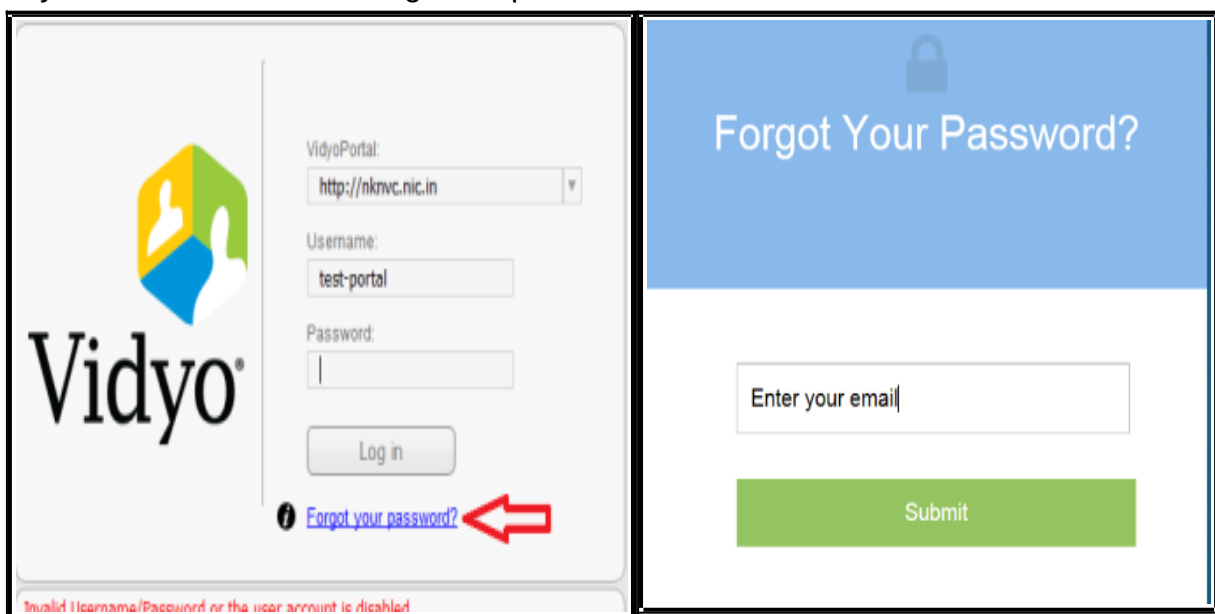 Vidyo®
VidyoPortal:
http://nknvc.nic.in
Username:
test-portal
Password:
Log in
Forgot your password?
Invalid Username/Password or the user account is disabled
Forgot Your Password?
Enter your email
Submit